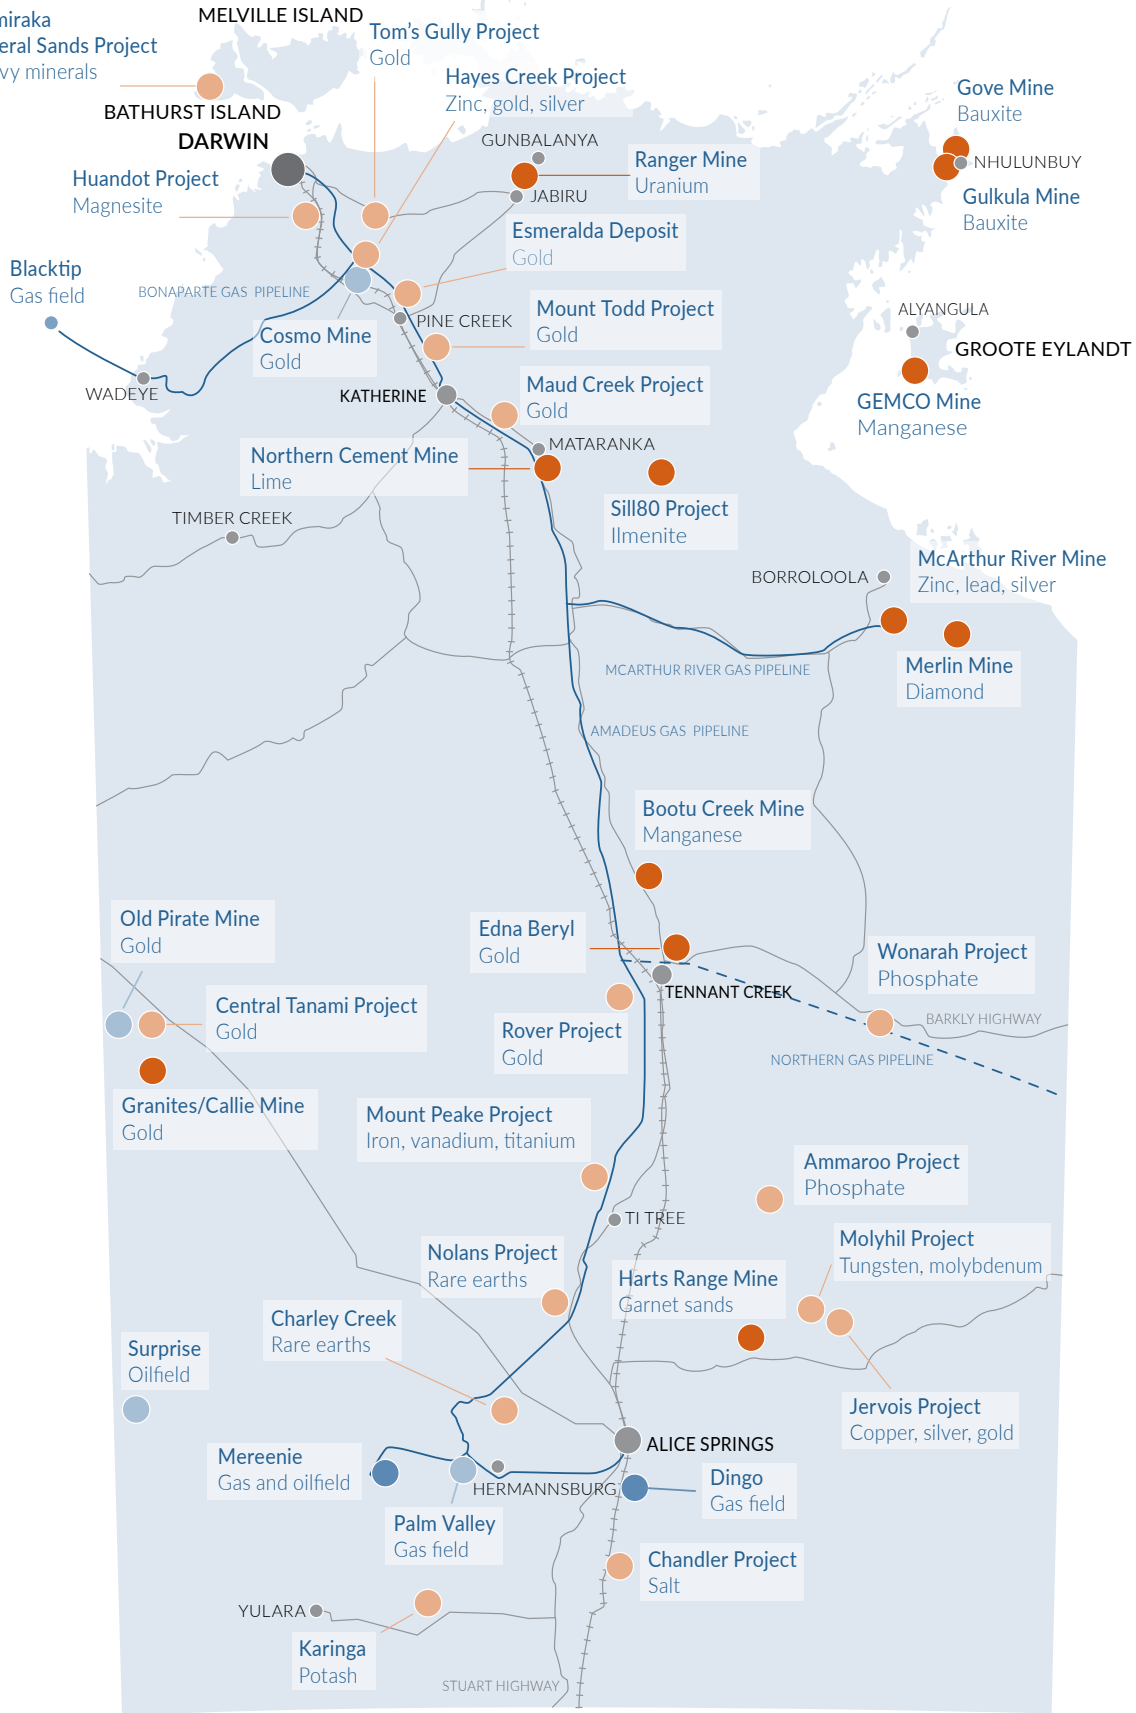 MELVILLE ISLAND
Sands Project
minerals
BATHURST ISLAND
DARWIN
Tom's Gully Project
Gold
Hayes Creek Project
Zinc, gold, silver
GUNBALANYA
Ranger Mine
Uranium
JABIRU
Gove Mine
Bauxite
NHULUNBUY
Gulkula Mine
Bauxite
Huandot Project
Magnesite
Esmeralda Deposit
Gold
Blacktip
Gas field
BONAPARTE GAS PIPELINE
Cosmo Mine
Gold
PINE CREEK
Mount Todd Project
Gold
ALYANGULA
GROOTE EYLANDT
GEMCO Mine
Manganese
WADEYE
KATHERINE
Maud Creek Project
Gold
MATARANKA
Northern Cement Mine
Lime
Sill80 Project
Ilmenite
TIMBER CREEK
BORROLOOLA
McArthur River Mine
Zinc, lead, silver
Merlin Mine
Diamond
MCARTHUR RIVER GAS PIPELINE
AMADEUS GAS PIPELINE
Bootu Creek Mine
Manganese
Old Pirate Mine
Gold
Edna Beryl
Gold
Wonarah Project
Phosphate
TENNANT CREEK
Central Tanami Project
Gold
Rover Project
Gold
BARKLY HIGHWAY
NORTHERN GAS PIPELINE
Granites/Callie Mine
Gold
Mount Peake Project
Iron, vanadium, titanium
Ammaroo Project
Phosphate
TI TREE
Molyhil Project
Tungsten, molybdenum
Nolans Project
Rare earths
Harts Range Mine
Garnet sands
Charley Creek
Rare earths
Surprise
Oilfield
Jervois Project
Copper, silver, gold
ALICE SPRINGS
Mereenie
Gas and oilfield
HERMANNSBURG
Dingo
Gas field
Palm Valley
Gas field
Chandler Project
Salt
YULARA
Karinga
Potash
STUART HIGHWAY